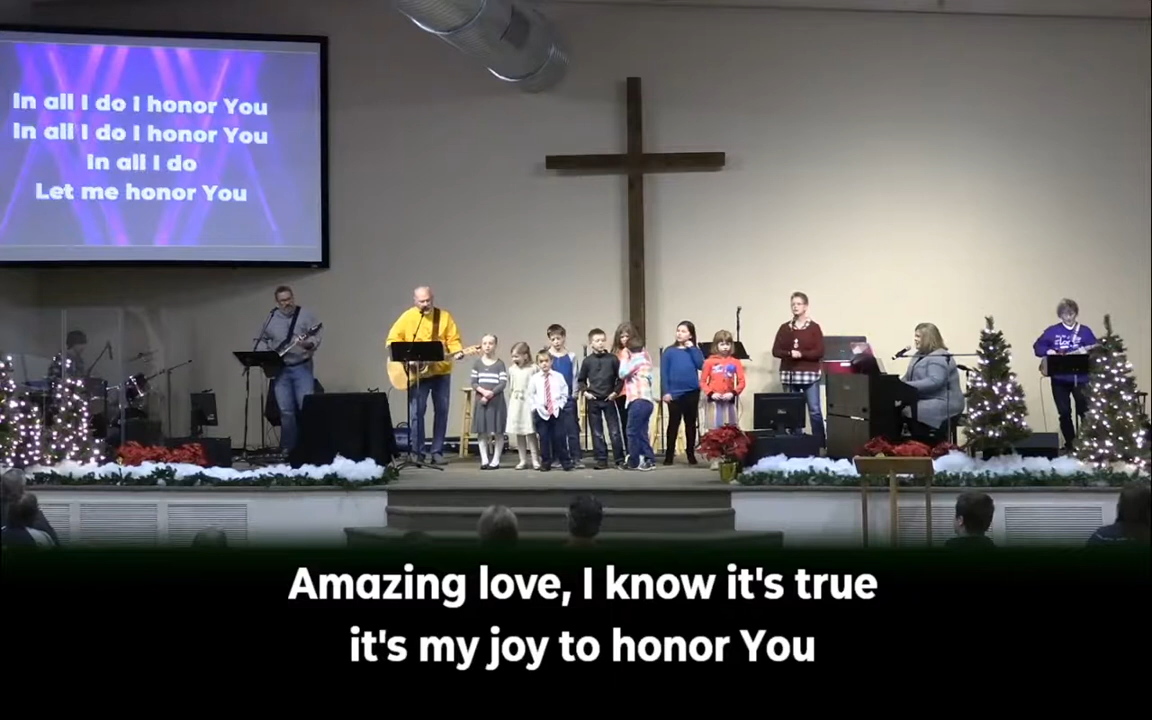 In all I do I honor You
In all I do I honor You
In all I do
Let me honor You
Amazing love, I know it's true
it's my joy to honor You